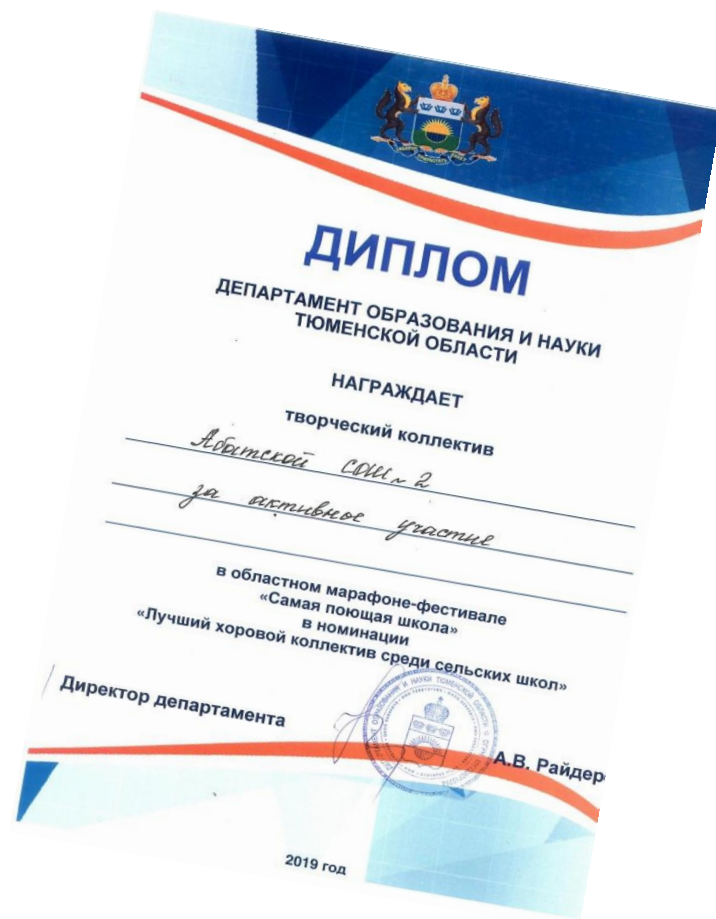 ДИПЛОМ
ДЕПАРТАМЕНТ ОБРАЗОВАНИЯ И НАУКИ
ТЮМЕНСКОЙ ОБЛАСТИ
НАГРАЖДАЕТ
творческий коллектив
Абатской СОШ № 2
за активное участие
в областном марафоне-фестивале
«Самая поющая школа»
в номинации
«Лучший хоровой коллектив среди сельских школ»
Директор департамента
А.В. Райдер
2019 год